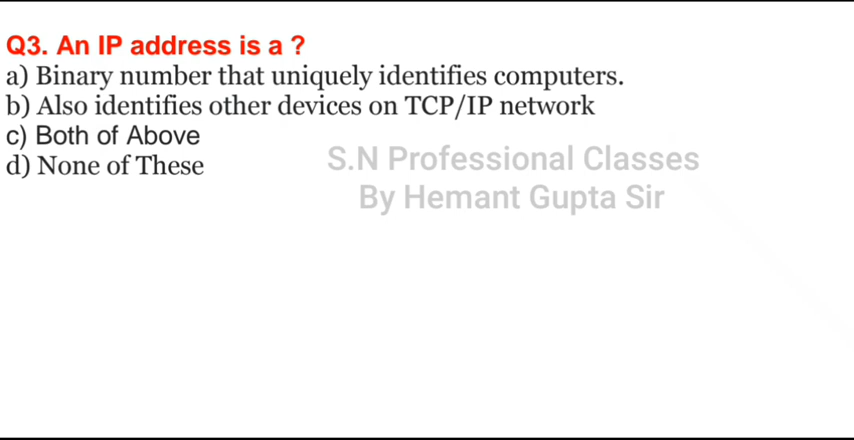 Q3. An IP address is a ?
a) Binary number that uniquely identifies computers.
b) Also identifies other devices on TCP/IP network
c) Both of Above
d) None of These
S.N Professional Classes
By Hemant Gupta Sir